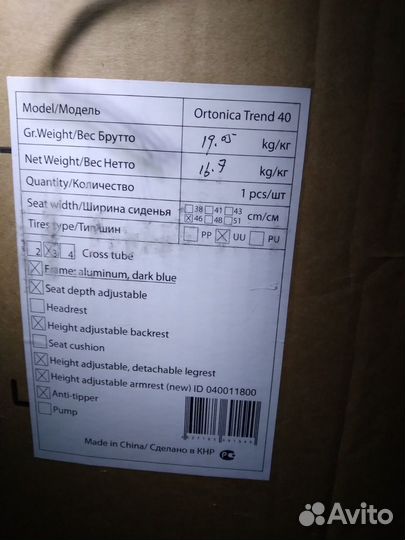 Model/Модель Ortonica Trend 40
Gr.Weight/Вес Брутто 19.05 kg/кг
Net Weight/Вес Нетто 16.9 kg/кг
Quantity/Количество 1 pcs/шт
Seat width/Ширина сиденья 38 41 43 cm/см
46 48 51
Tires type/Тип шин PP UU PU
2 3 4 Cross tube
Frame: aluminum, dark blue
Seat depth adjustable
Headrest
Height adjustable backrest
Seat cushion
Height adjustable, detachable legrest
Height adjustable armrest (new) ID 040011800
Anti-tipper
Pump
Made in China/ Сделано в КНР
Avito